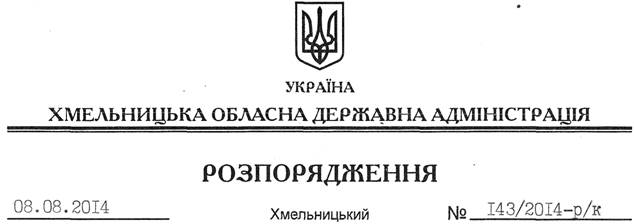 УКРАЇНА
ХМЕЛЬНИЦЬКА ОБЛАСНА ДЕРЖАВНА АДМІНІСТРАЦІЯ
РОЗПОРЯДЖЕННЯ
08.08.2014 Хмельницький № 143/2014-р/к